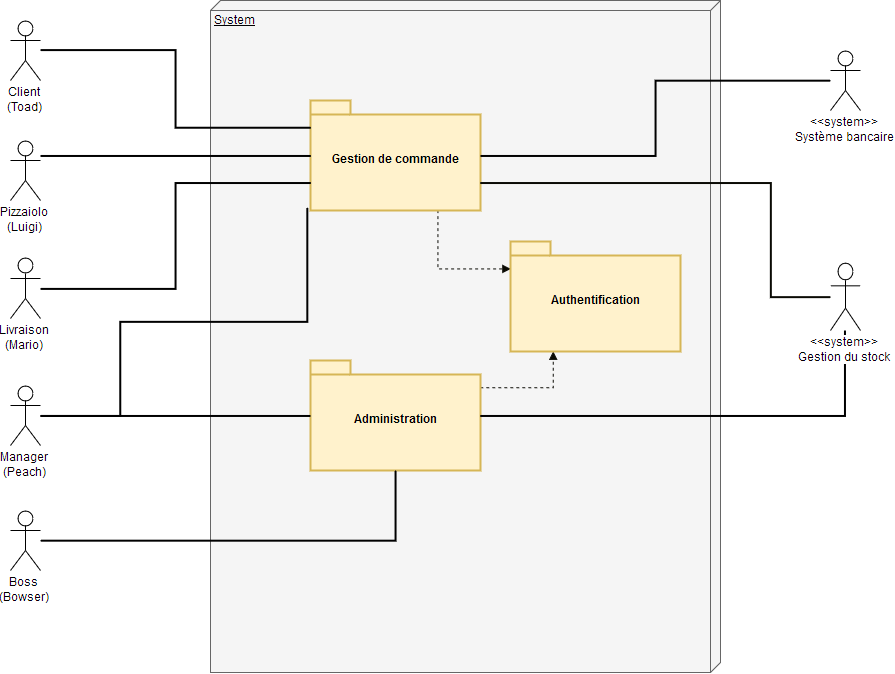 System
Client
(Toad)
Pizzaiolo
(Luigi)
Livraison
(Mario)
Manager
(Peach)
Boss
(Bowser)
Gestion de commande
Authentification
Administration
<<system>>
Système bancaire
<<system>>
Gestion du stock